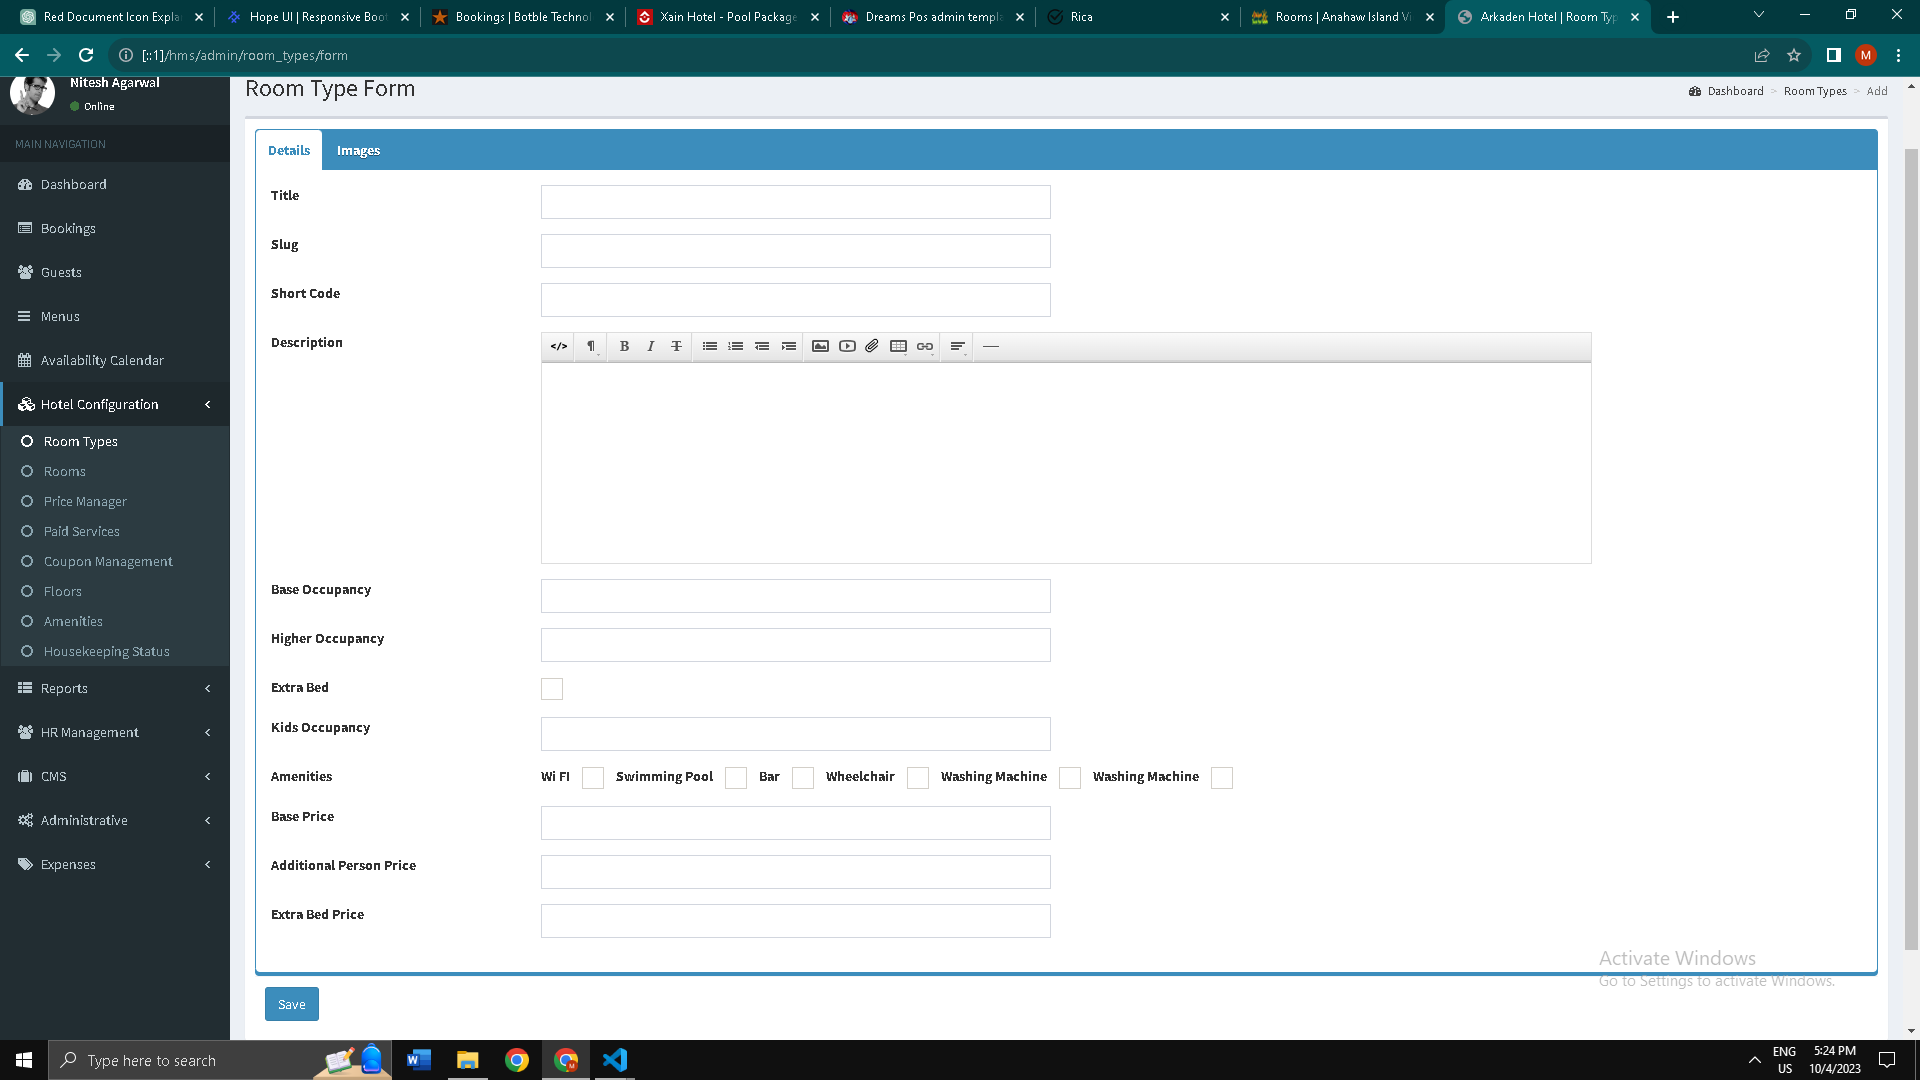 Red Document Icon Expla
Hope UI | Responsive Boot
Bookings | Botble Technol
Xain Hotel - Pool Package
Dreams Pos admin templa
Rica
Rooms | Anahaw Island Vi
Arkaden Hotel | Room Typ
[::1]/hms/admin/room_types/form
M
Nitesh Agarwal
Online
MAIN NAVIGATION
Dashboard
Bookings
Guests
Menus
Availability Calendar
Hotel Configuration
Room Types
Rooms
Price Manager
Paid Services
Coupon Management
Floors
Amenities
Housekeeping Status
Reports
HR Management
CMS
Administrative
Expenses
Room Type Form
Dashboard > Room Types > Add
Details
Images
Title
Slug
Short Code
Description
Base Occupancy
Higher Occupancy
Extra Bed
Kids Occupancy
Amenities
Wi FI Swimming Pool Bar Wheelchair Washing Machine Washing Machine
Base Price
Additional Person Price
Extra Bed Price
Save
Activate Windows
Go to Settings to activate Windows.
Type here to search
ENG
US
5:24 PM
10/4/2023